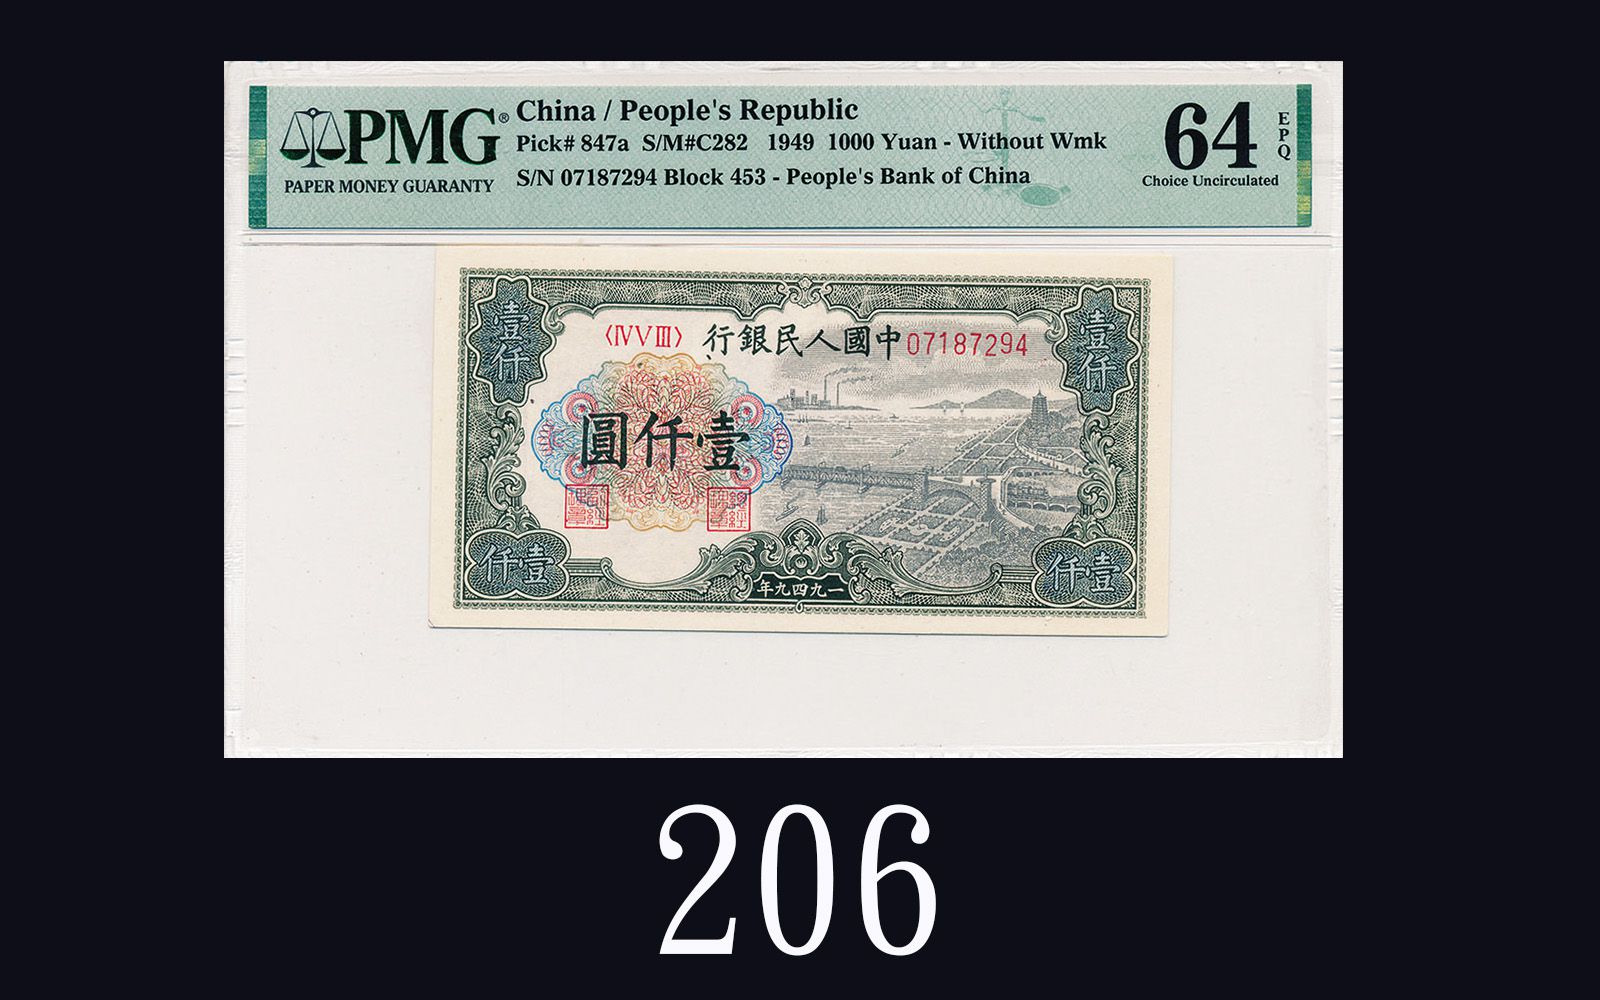 PMG®
PAPER MONEY GUARANTY
China / People's Republic
Pick# 847a S/M#C282 1949 1000 Yuan - Without Wmk
S/N 07187294 Block 453 - People's Bank of China
64
EPQ
Choice Uncirculated
壹仟
壹仟
〈ⅣⅤⅢ〉
行銀民人國中
07187294
圓仟壹
仟壹
仟壹
年九四九一
206